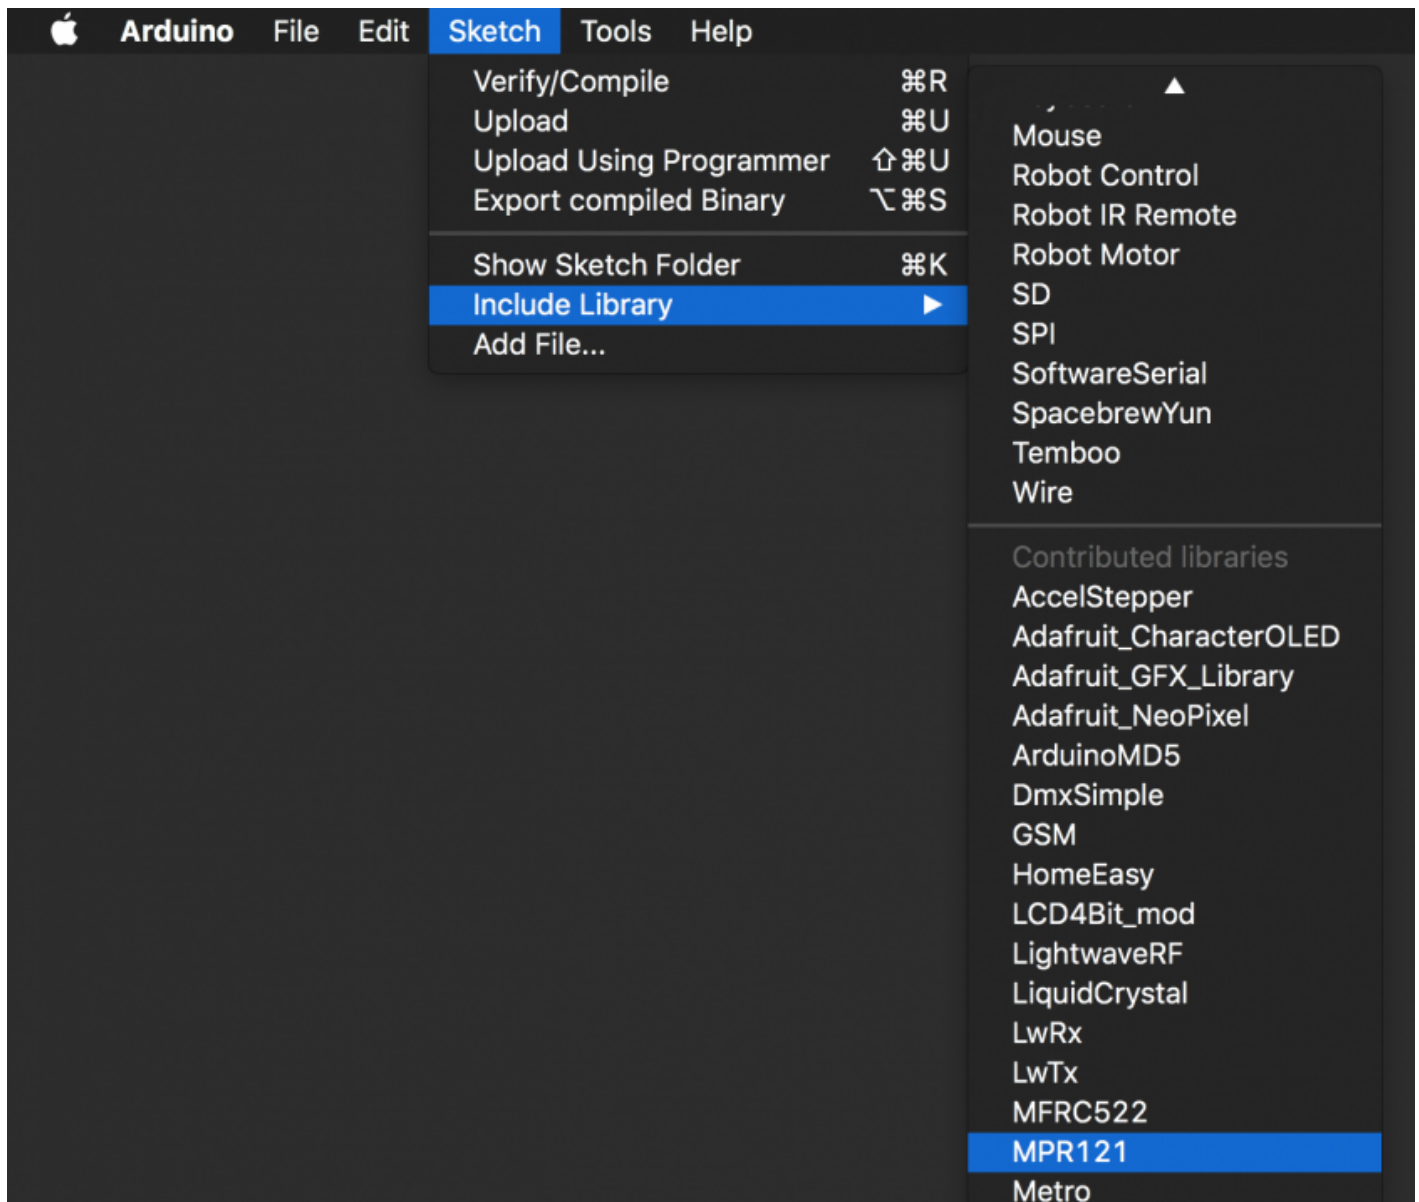 Arduino File Edit Sketch Tools Help
Verify/Compile ⌘R
Upload ⌘U
Upload Using Programmer ⇧⌘U
Export compiled Binary ⌥⌘S
Show Sketch Folder ⌘K
Include Library ▶
Add File...
Mouse
Robot Control
Robot IR Remote
Robot Motor
SD
SPI
SoftwareSerial
SpacebrewYun
Temboo
Wire
Contributed libraries
AccelStepper
Adafruit_CharacterOLED
Adafruit_GFX_Library
Adafruit_NeoPixel
ArduinoMD5
DmxSimple
GSM
HomeEasy
LCD4Bit_mod
LightwaveRF
LiquidCrystal
LwRx
LwTx
MFRC522
MPR121
Metro